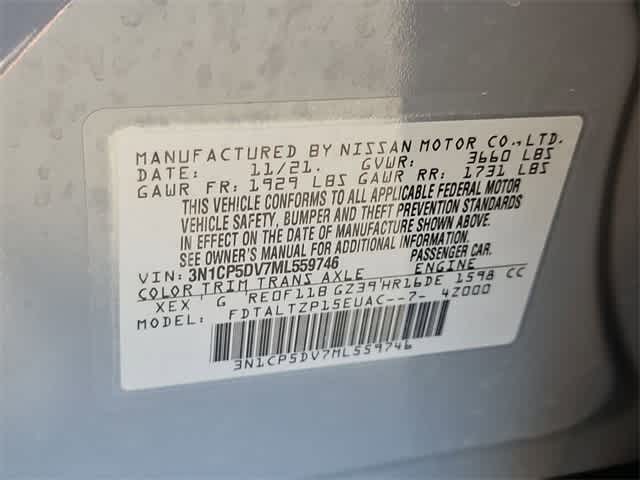 MANUFACTURED BY NISSAN MOTOR CO., LTD.
DATE: 11/21. GVWR: 3660 LBS
GAWR FR: 1929 LBS GAWR RR: 1731 LBS
THIS VEHICLE CONFORMS TO ALL APPLICABLE FEDERAL MOTOR
VEHICLE SAFETY, BUMPER AND THEFT PREVENTION STANDARDS
IN EFFECT ON THE DATE OF MANUFACTURE SHOWN ABOVE.
SEE OWNER'S MANUAL FOR ADDITIONAL INFORMATION.
VIN: 3N1CP5DV7ML559746 PASSENGER CAR.
COLOR TRIM TRANS AXLE ENGINE
XEX, G RE0F11B GZ39 HR16DE 1598 CC
MODEL: FDTALTZP15EUAC--7- 4Z000
3N1CP5DV7ML559746